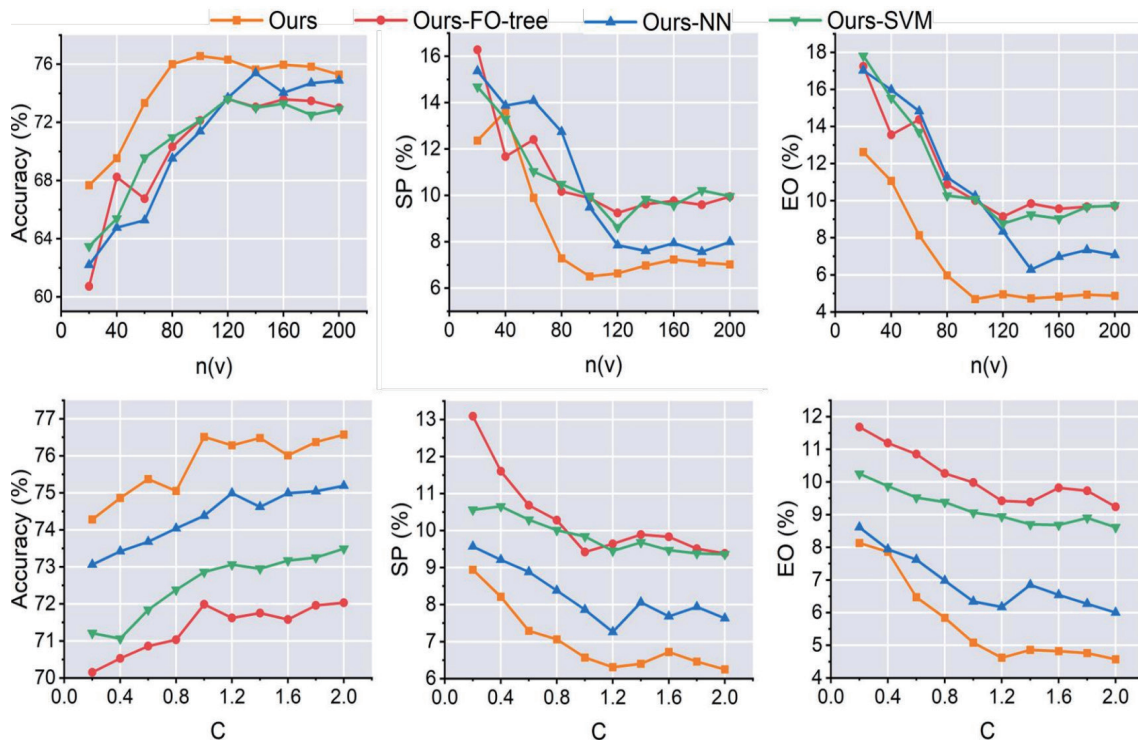 Ours Ours-FO-tree Ours-NN Ours-SVM
Accuracy (%)
76
72
68
64
60
0 40 80 120 160 200
n(v)
SP (%)
16
14
12
10
8
6
0 40 80 120 160 200
n(v)
EO (%)
18
16
14
12
10
8
6
4
0 40 80 120 160 200
n(v)
Accuracy (%)
77
76
75
74
73
72
71
70
0.0 0.4 0.8 1.2 1.6 2.0
C
SP (%)
13
12
11
10
9
8
7
6
0.0 0.4 0.8 1.2 1.6 2.0
C
EO (%)
12
11
10
9
8
7
6
5
4
0.0 0.4 0.8 1.2 1.6 2.0
C